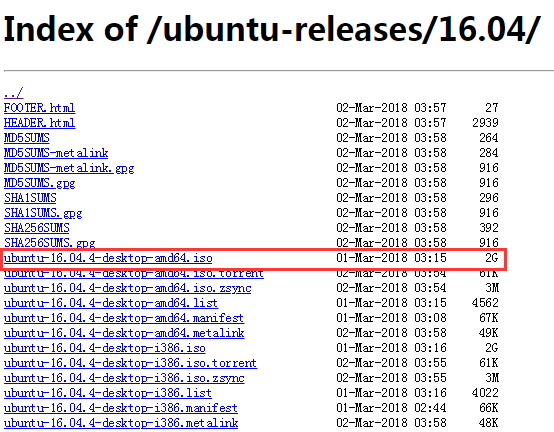 Index of /ubuntu-releases/16.04/
../
FOOTER.html 02-Mar-2018 03:57 27
HEADER.html 02-Mar-2018 03:57 2939
MD5SUMS 02-Mar-2018 03:58 264
MD5SUMS-metalink 02-Mar-2018 03:58 284
MD5SUMS-metalink.gpg 02-Mar-2018 03:58 916
MD5SUMS.gpg 02-Mar-2018 03:58 916
SHA1SUMS 02-Mar-2018 03:58 296
SHA1SUMS.gpg 02-Mar-2018 03:58 916
SHA256SUMS 02-Mar-2018 03:58 392
SHA256SUMS.gpg 02-Mar-2018 03:58 916
ubuntu-16.04.4-desktop-amd64.iso 01-Mar-2018 03:15 2G
ubuntu-16.04.4-desktop-amd64.iso.torrent 02-Mar-2018 03:54 61K
ubuntu-16.04.4-desktop-amd64.iso.zsync 02-Mar-2018 03:54 3M
ubuntu-16.04.4-desktop-amd64.list 01-Mar-2018 03:15 4562
ubuntu-16.04.4-desktop-amd64.manifest 01-Mar-2018 03:08 67K
ubuntu-16.04.4-desktop-amd64.metalink 02-Mar-2018 03:58 49K
ubuntu-16.04.4-desktop-i386.iso 01-Mar-2018 03:16 2G
ubuntu-16.04.4-desktop-i386.iso.torrent 02-Mar-2018 03:55 61K
ubuntu-16.04.4-desktop-i386.iso.zsync 02-Mar-2018 03:55 3M
ubuntu-16.04.4-desktop-i386.list 01-Mar-2018 03:16 4022
ubuntu-16.04.4-desktop-i386.manifest 01-Mar-2018 02:44 66K
ubuntu-16.04.4-desktop-i386.metalink 02-Mar-2018 03:58 48K